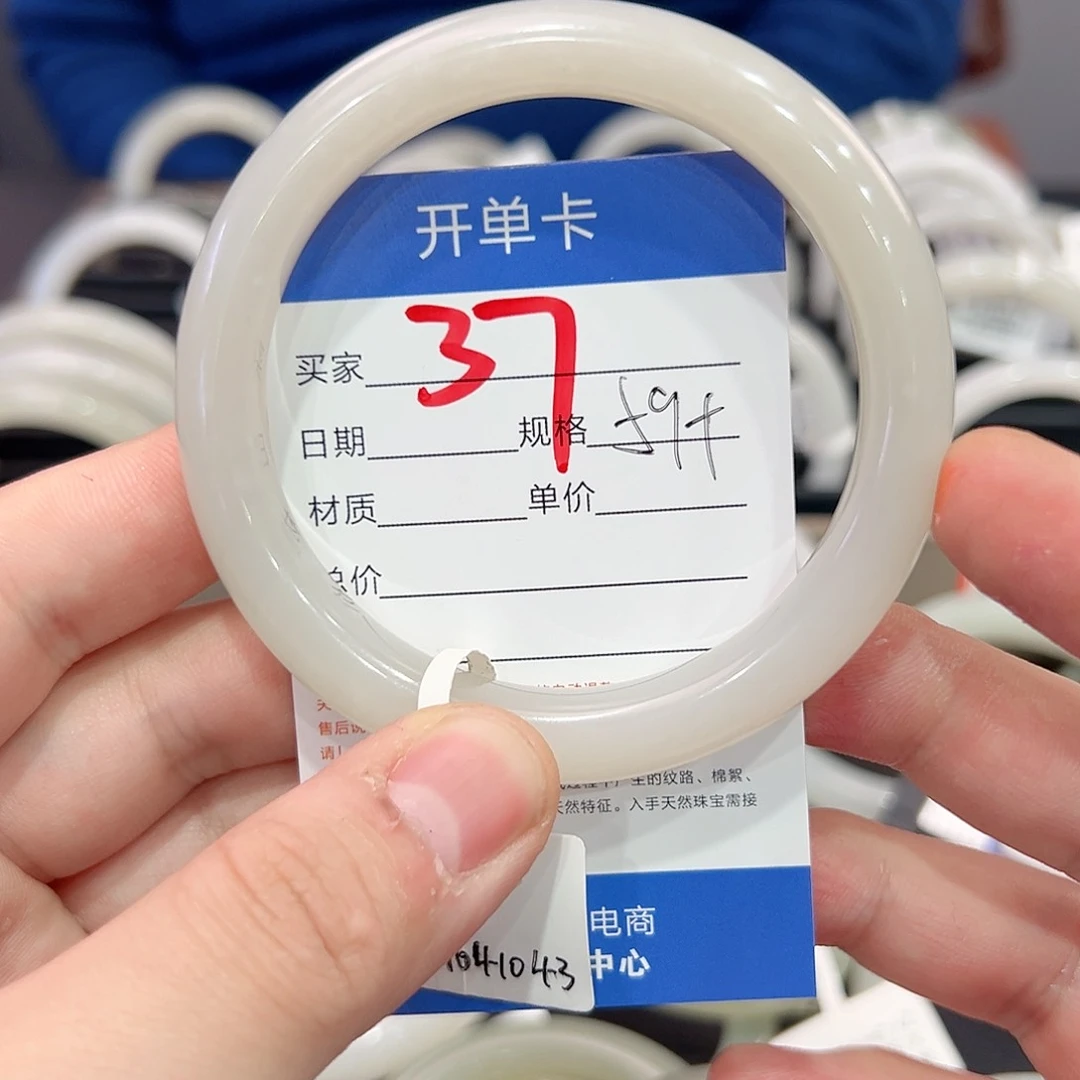 开单卡
37
买家
日期 规格 59+
材质 单价
总价
售后说
请!
生的纹路、棉絮、
然特征。入手天然珠宝需接
电商
中心
1041043